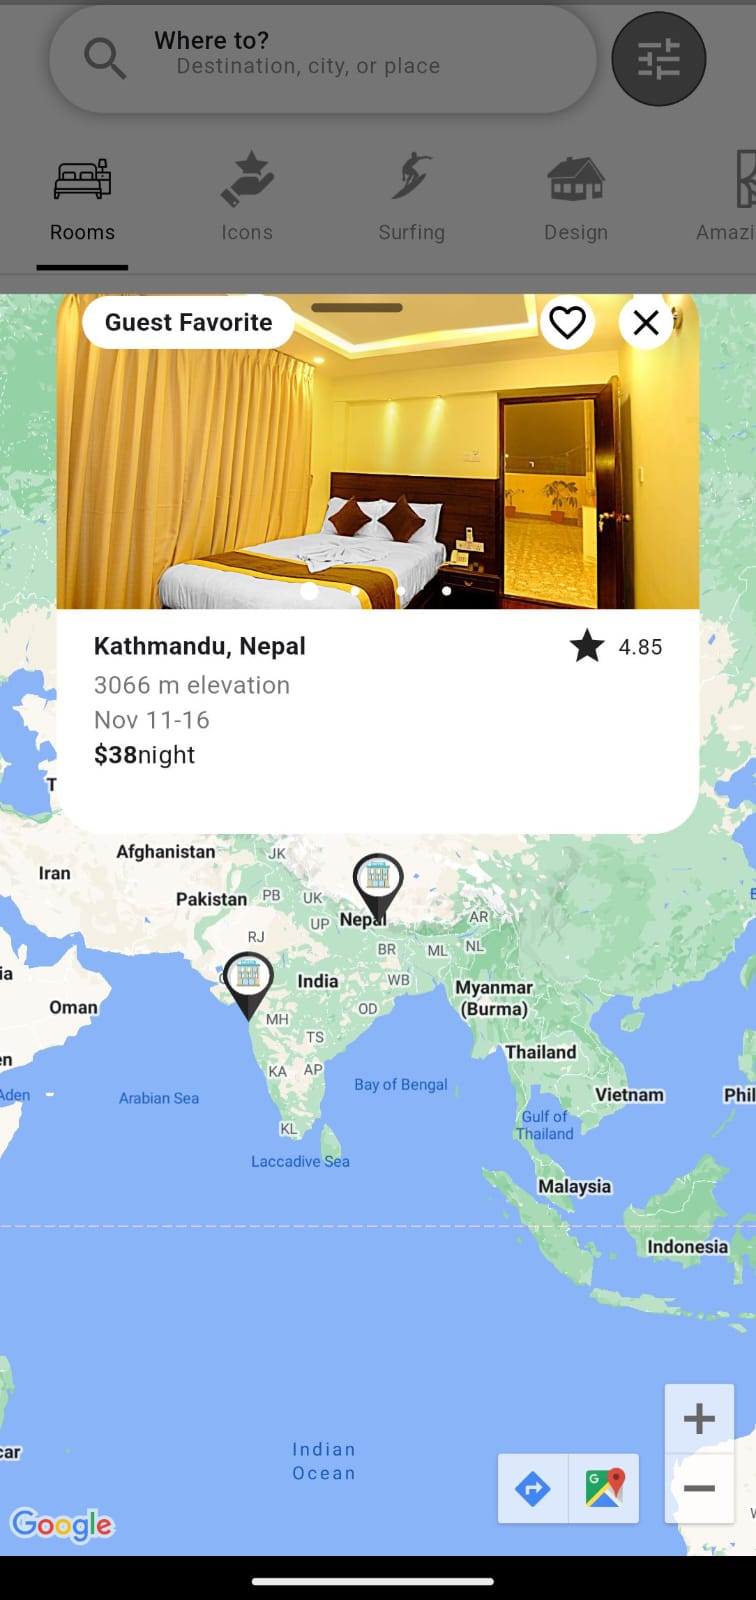 Where to?
Destination, city, or place
Rooms
Icons
Surfing
Design
Amazi
Guest Favorite
Kathmandu, Nepal
4.85
3066 m elevation
Nov 11-16
$38night
T
Afghanistan
JK
Iran
Pakistan
PB
UK
UP
Nepal
AR
RJ
BR
ML
NL
ia
India
WB
Myanmar
(Burma)
Oman
OD
MH
TS
Thailand
en
KA
AP
Bay of Bengal
Aden
Arabian Sea
Vietnam
Phil
Gulf of
Thailand
KL
Laccadive Sea
Malaysia
Indonesia
car
Indian
Ocean
G
Google